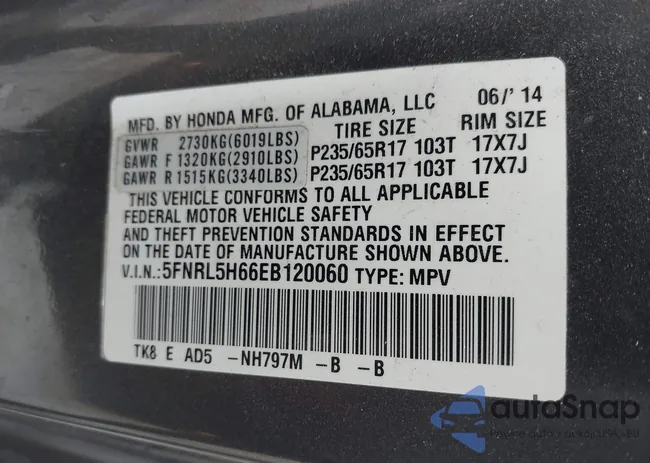 MFD. BY HONDA MFG. OF ALABAMA, LLC 06/'14
TIRE SIZE RIM SIZE
GVWR 2730KG(6019LBS)
GAWR F 1320KG(2910LBS) P235/65R17 103T 17X7J
GAWR R 1515KG(3340LBS) P235/65R17 103T 17X7J
THIS VEHICLE CONFORMS TO ALL APPLICABLE
FEDERAL MOTOR VEHICLE SAFETY
AND THEFT PREVENTION STANDARDS IN EFFECT
ON DATE OF MANUFACTURE SHOWN ABOVE.
V.I.N.:5FNRL5H66EB120060 TYPE: MPV
TK8 E AD5 -NH797M -B -B
autoSnap